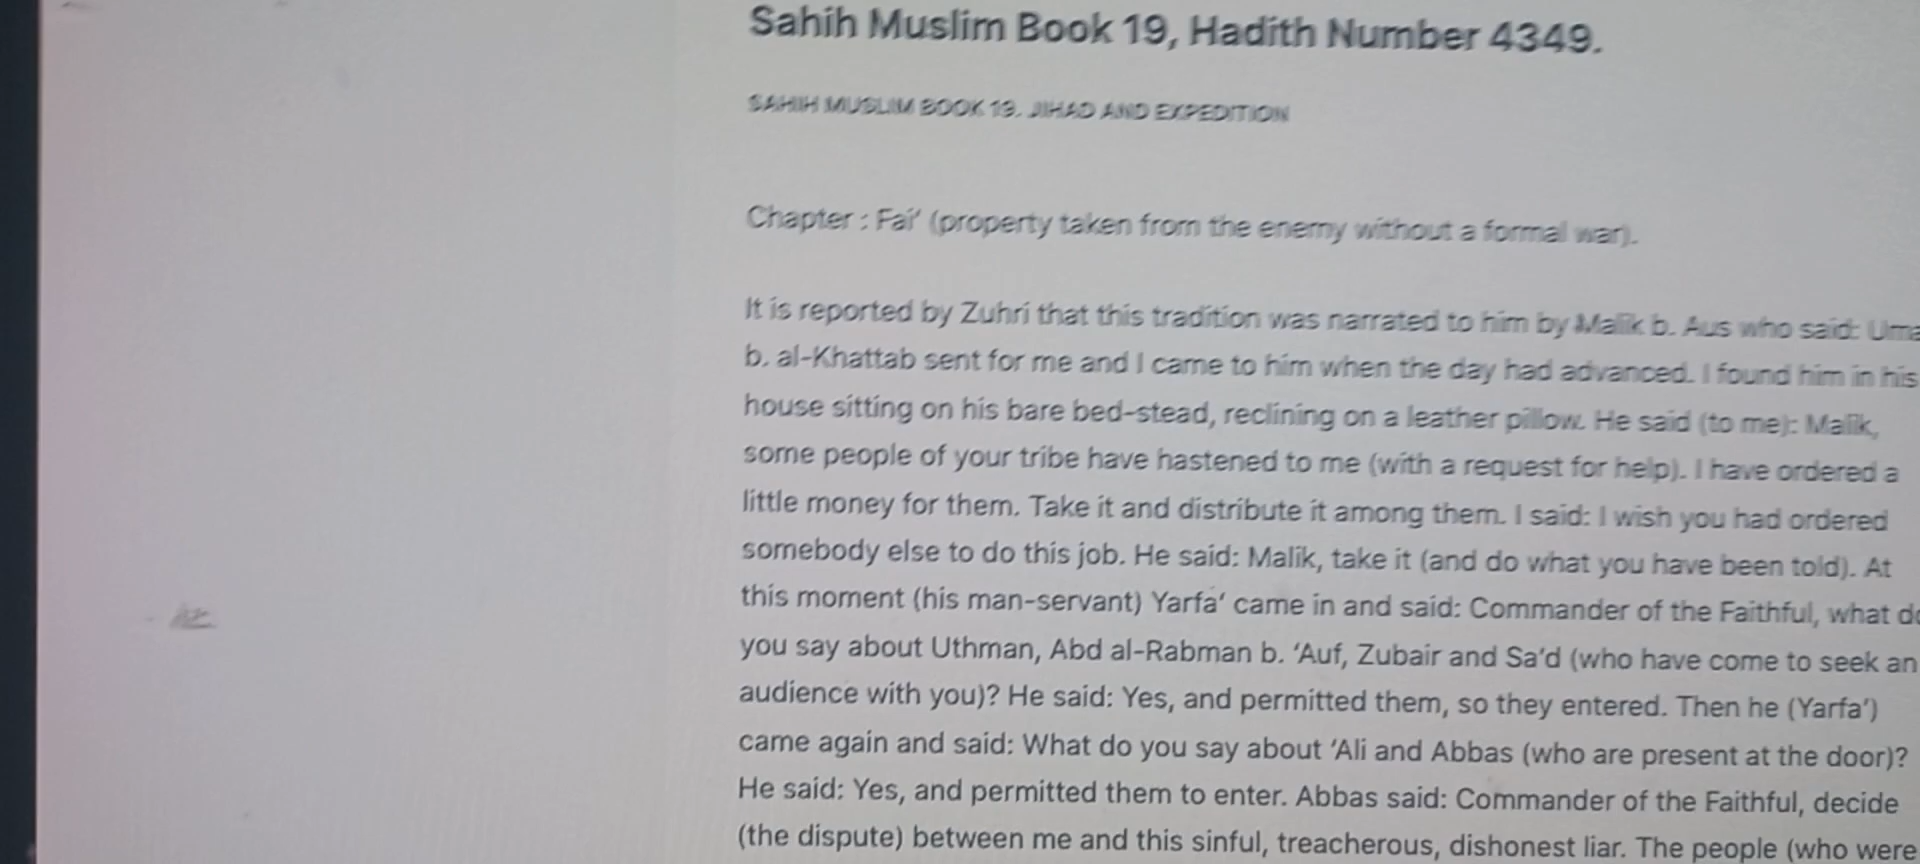 Sahih Muslim Book 19, Hadith Number 4349.
SAHIH MUSLIM BOOK 19. JIHAD AND EXPEDITION
Chapter : Fai’ (property taken from the enemy without a formal war).
It is reported by Zuhri that this tradition was narrated to him by Malik b. Aus who said: Uma
b. al-Khattab sent for me and I came to him when the day had advanced. I found him in his
house sitting on his bare bed-stead, reclining on a leather pillow. He said (to me): Malik,
some people of your tribe have hastened to me (with a request for help). I have ordered a
little money for them. Take it and distribute it among them. I said: I wish you had ordered
somebody else to do this job. He said: Malik, take it (and do what you have been told). At
this moment (his man-servant) Yarfa’ came in and said: Commander of the Faithful, what do
you say about Uthman, Abd al-Rabman b. ‘Auf, Zubair and Sa’d (who have come to seek an
audience with you)? He said: Yes, and permitted them, so they entered. Then he (Yarfa’)
came again and said: What do you say about ‘Ali and Abbas (who are present at the door)?
He said: Yes, and permitted them to enter. Abbas said: Commander of the Faithful, decide
(the dispute) between me and this sinful, treacherous, dishonest liar. The people (who were